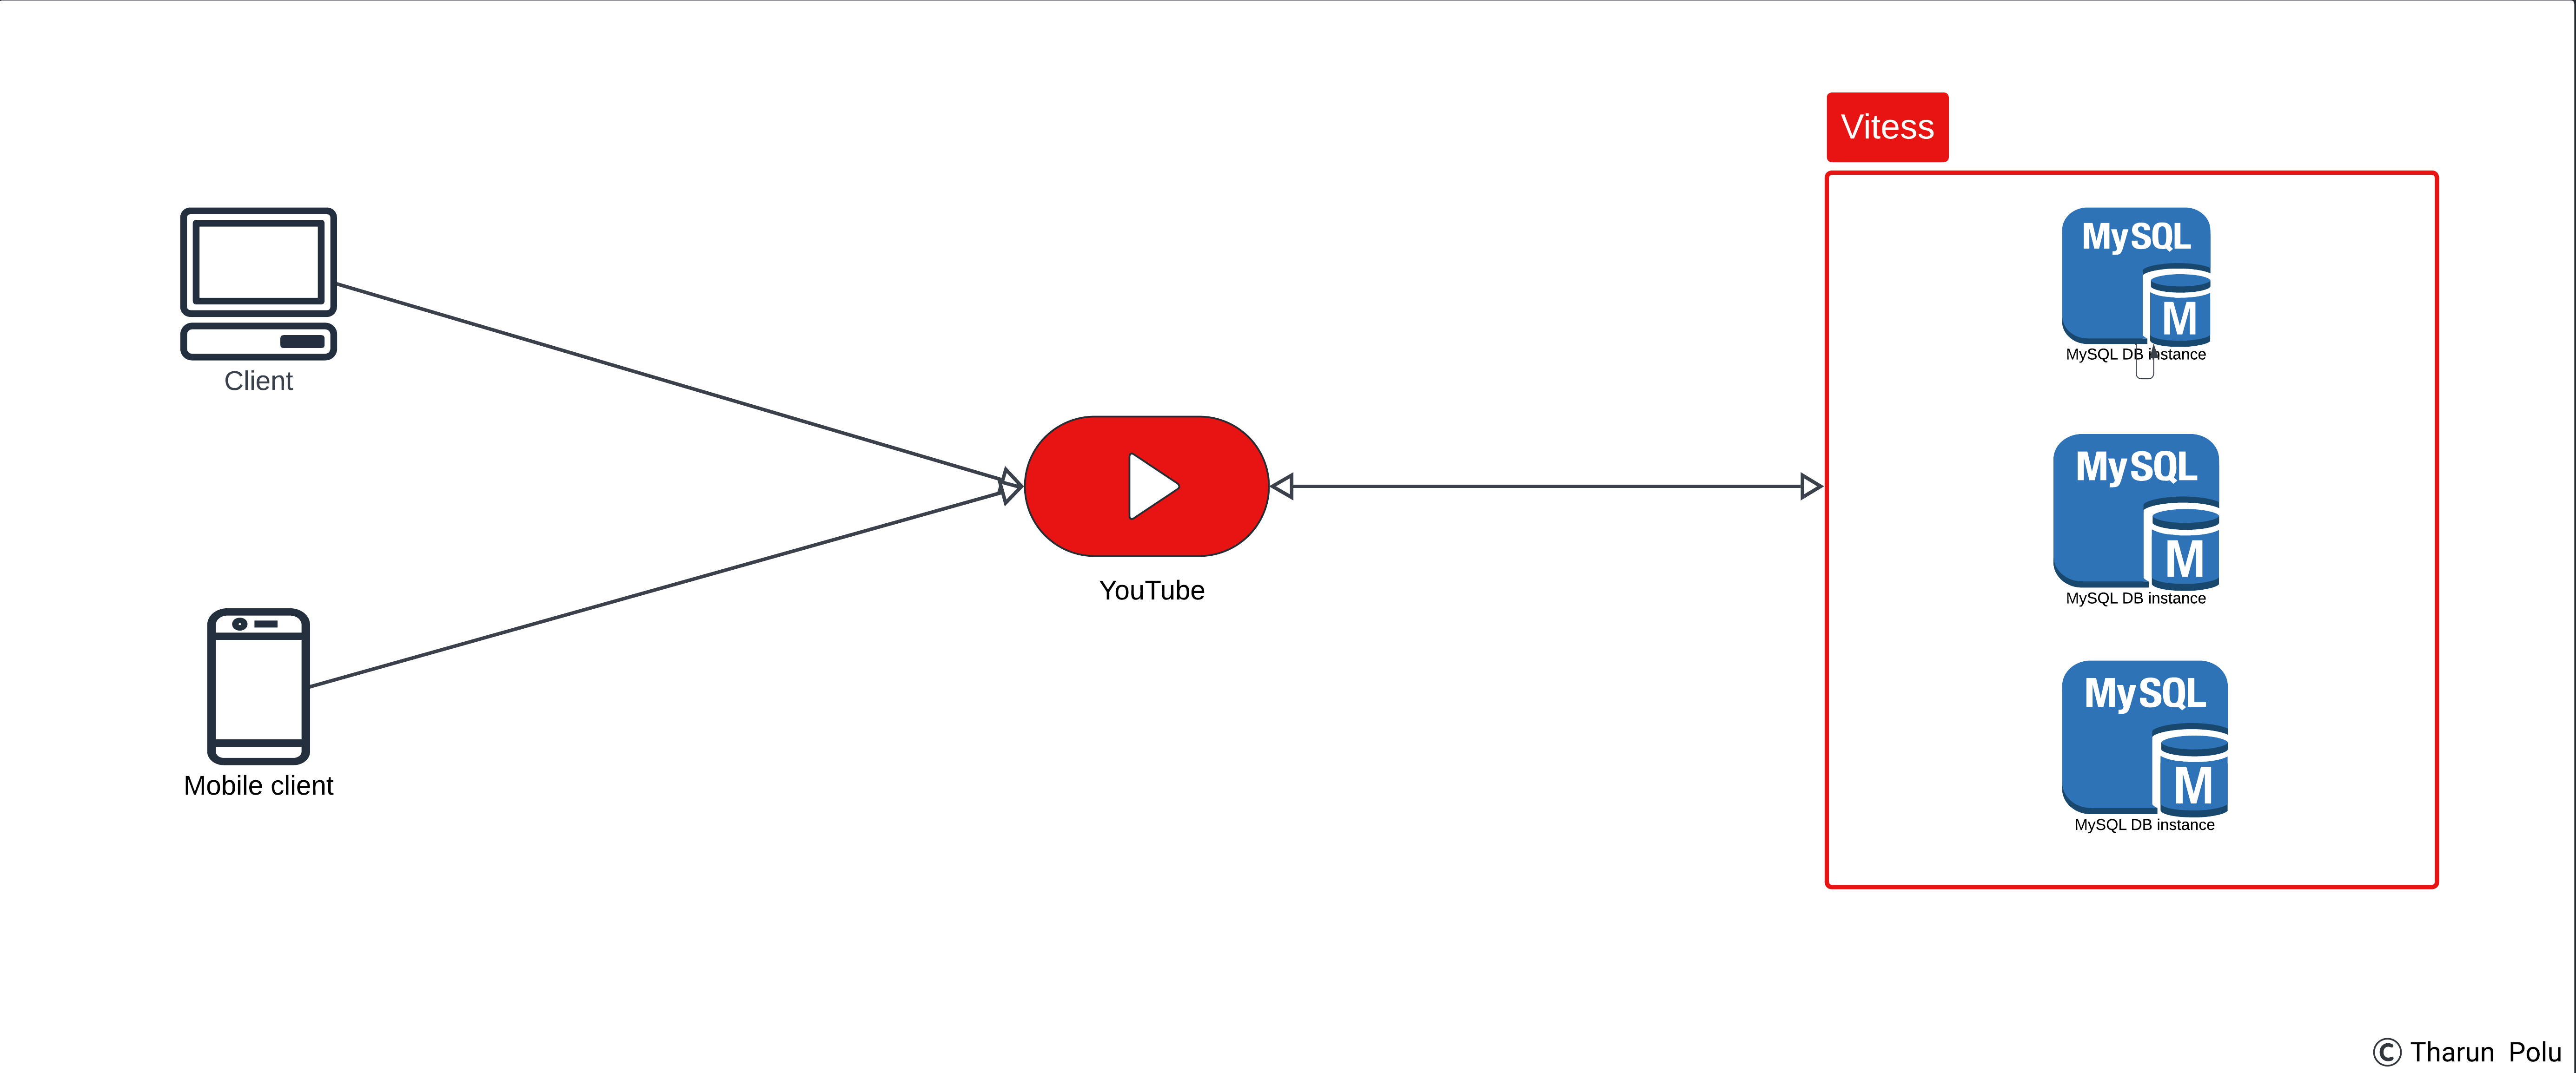 Vitess
MySQL
M
MySQL DB instance
Client
MySQL
M
MySQL DB instance
YouTube
MySQL
M
MySQL DB instance
Mobile client
© Tharun Polu